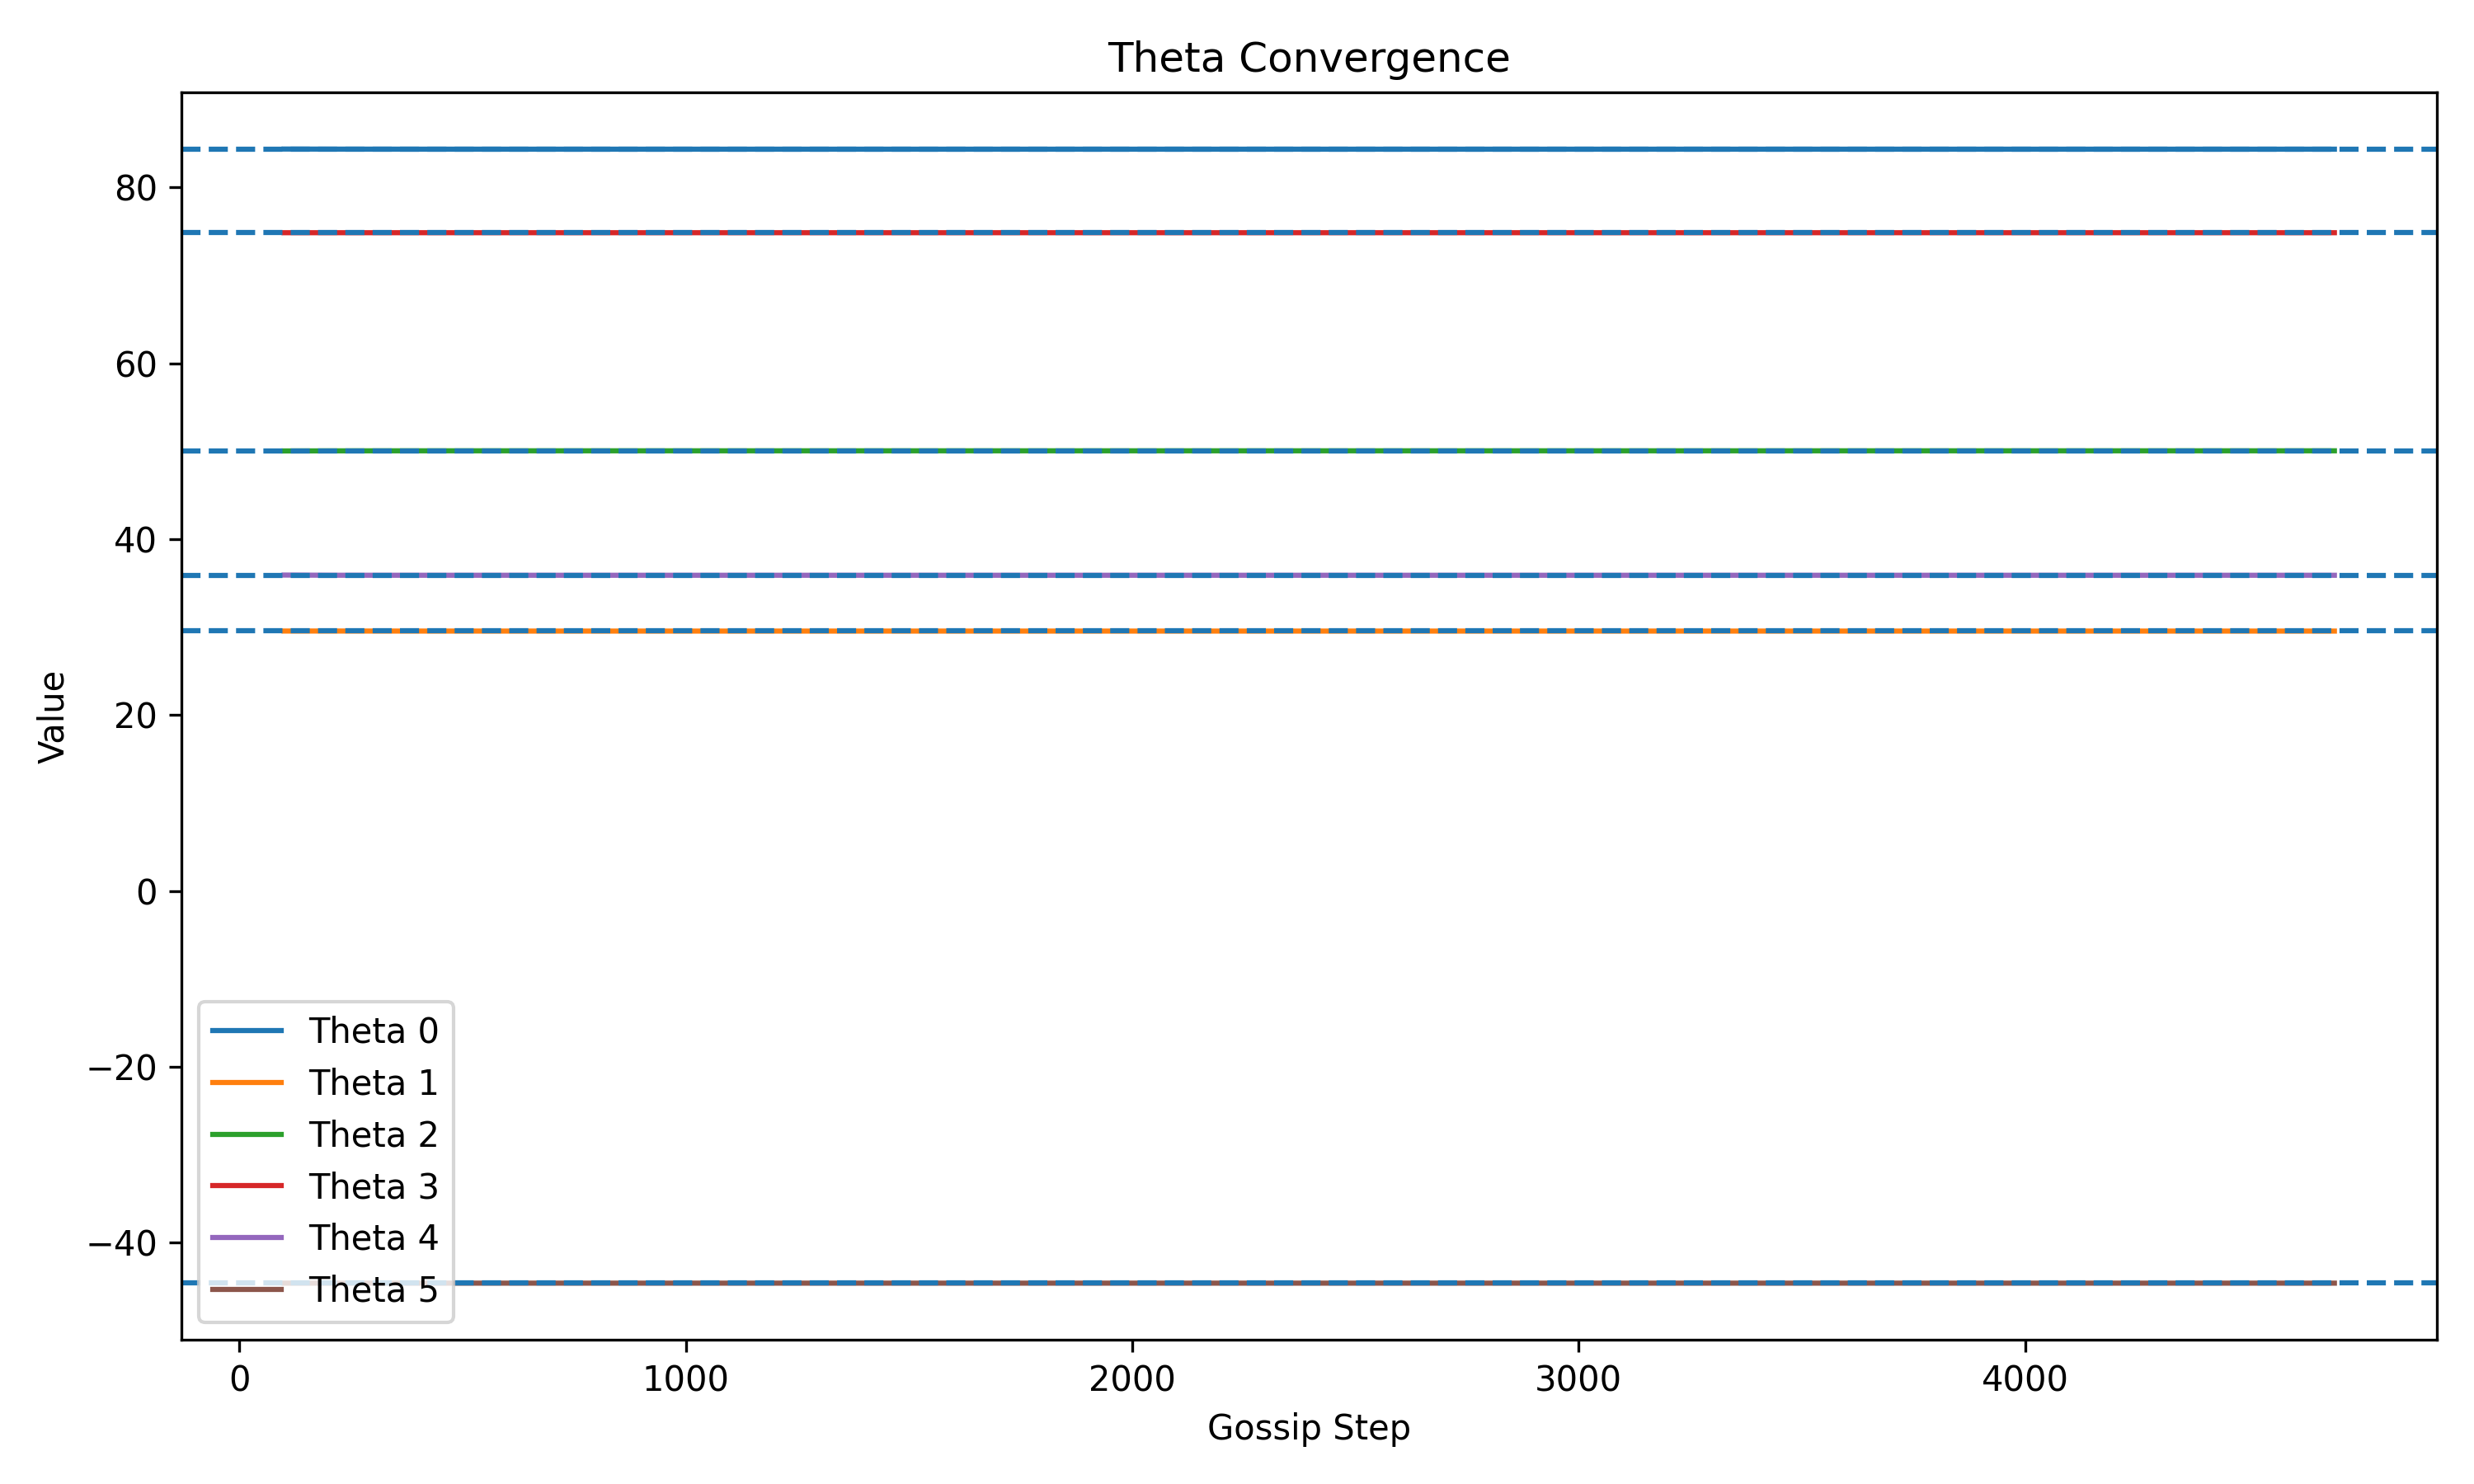 Theta Convergence
80
60
40
20
0
−20
−40
Value
Theta 0
Theta 1
Theta 2
Theta 3
Theta 4
Theta 5
0 1000 2000 3000 4000
Gossip Step